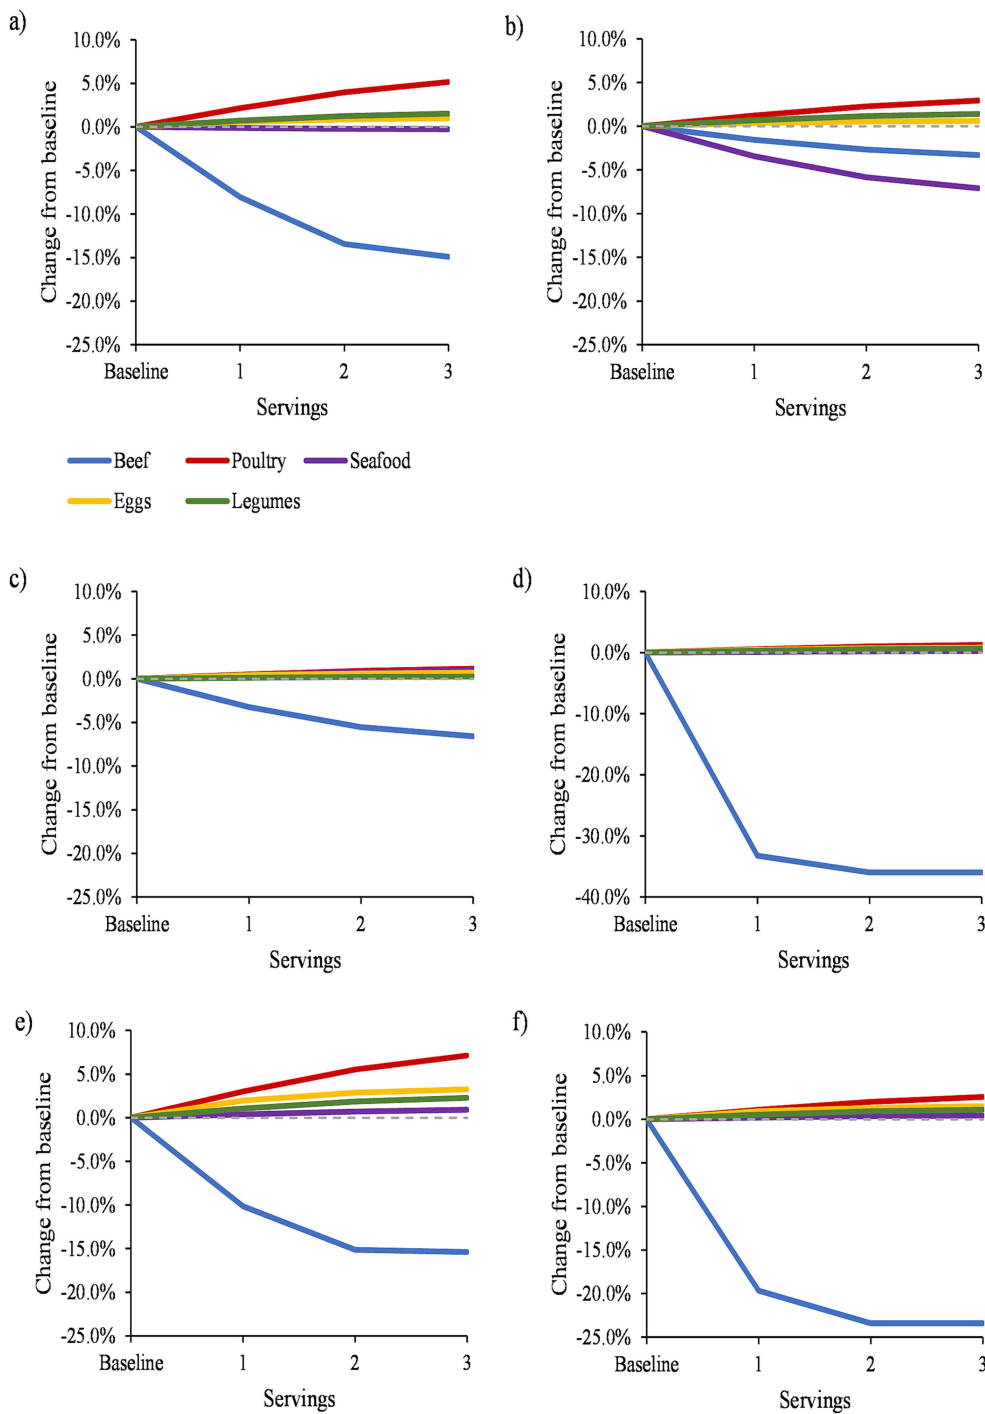 a)
10.0%
5.0%
0.0%
-5.0%
-10.0%
-15.0%
-20.0%
-25.0%
Change from baseline
Baseline 1 2 3
Servings
b)
10.0%
5.0%
0.0%
-5.0%
-10.0%
-15.0%
-20.0%
-25.0%
Change from baseline
Baseline 1 2 3
Servings
Beef Poultry Seafood
Eggs Legumes
c)
10.0%
5.0%
0.0%
-5.0%
-10.0%
-15.0%
-20.0%
-25.0%
Change from baseline
Baseline 1 2 3
Servings
d)
10.0%
0.0%
-10.0%
-20.0%
-30.0%
-40.0%
Change from baseline
Baseline 1 2 3
Servings
e)
10.0%
5.0%
0.0%
-5.0%
-10.0%
-15.0%
-20.0%
-25.0%
Change from baseline
Baseline 1 2 3
Servings
f)
10.0%
5.0%
0.0%
-5.0%
-10.0%
-15.0%
-20.0%
-25.0%
Change from baseline
Baseline 1 2 3
Servings